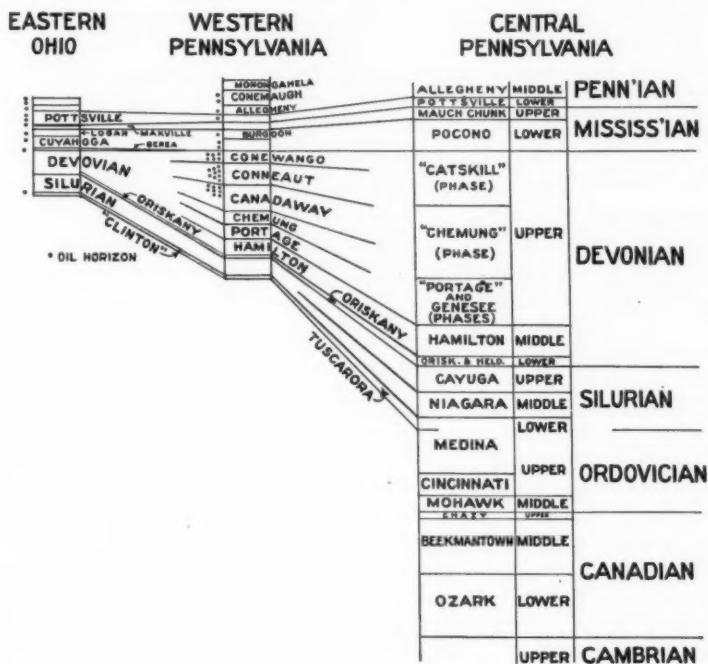 EASTERN
OHIO
WESTERN
PENNSYLVANIA
CENTRAL
PENNSYLVANIA
POTTSVILLE
LOGAN
MAXVILLE
CUYAHOGA
BEREA
DEVOVIAN
SILURIAN
ORISKANY
"CLINTON"
• OIL HORIZON
MONONGAHELA
CONEMAUGH
ALLEGHENY
BURGOON
CONEWANGO
CONNEAUT
CANADAWAY
CHEMUNG
PORTAGE
HAMILTON
ORISKANY
TUSCARORA
ALLEGHENY MIDDLE PENN'IAN
POTTSVILLE LOWER
MAUCH CHUNK UPPER
POCONO LOWER MISSISS'IAN
"CATSKILL"
(PHASE)
"CHEMUNG" UPPER
(PHASE)
DEVONIAN
"PORTAGE"
AND
GENESEE
(PHASES)
HAMILTON MIDDLE
ORISK. & HELD. LOWER
CAYUGA UPPER
NIAGARA MIDDLE SILURIAN
LOWER
MEDINA
UPPER ORDOVICIAN
CINCINNATI
MOHAWK MIDDLE
CHAZY UPPER
BEEKMANTOWN MIDDLE
CANADIAN
OZARK LOWER
UPPER CAMBRIAN